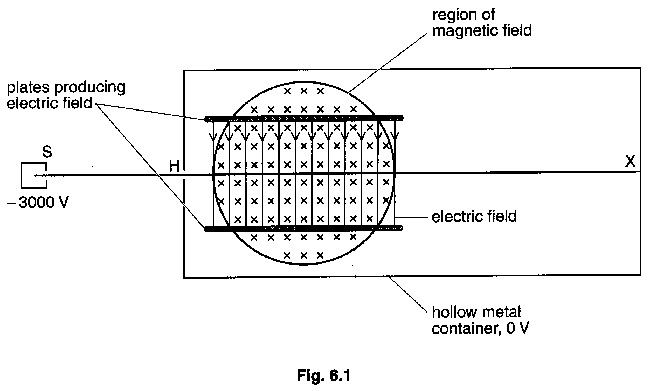 region of
magnetic field
plates producing
electric field
S
H
X
−3000 V
electric field
hollow metal
container, 0 V
Fig. 6.1